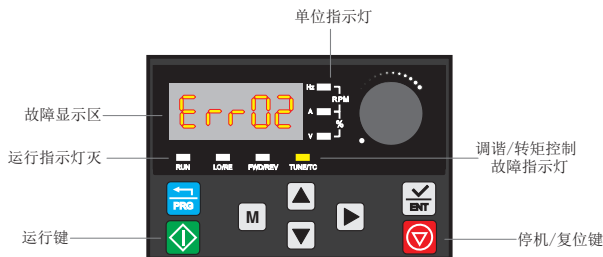 单位指示灯
Hz
RPM
A
%
V
Err02
故障显示区
运行指示灯灭
RUN
LO/RE
FWD/REV
TUNE/TC
调谐/转矩控制
故障指示灯
PRG
M
ENT
运行键
停机/复位键